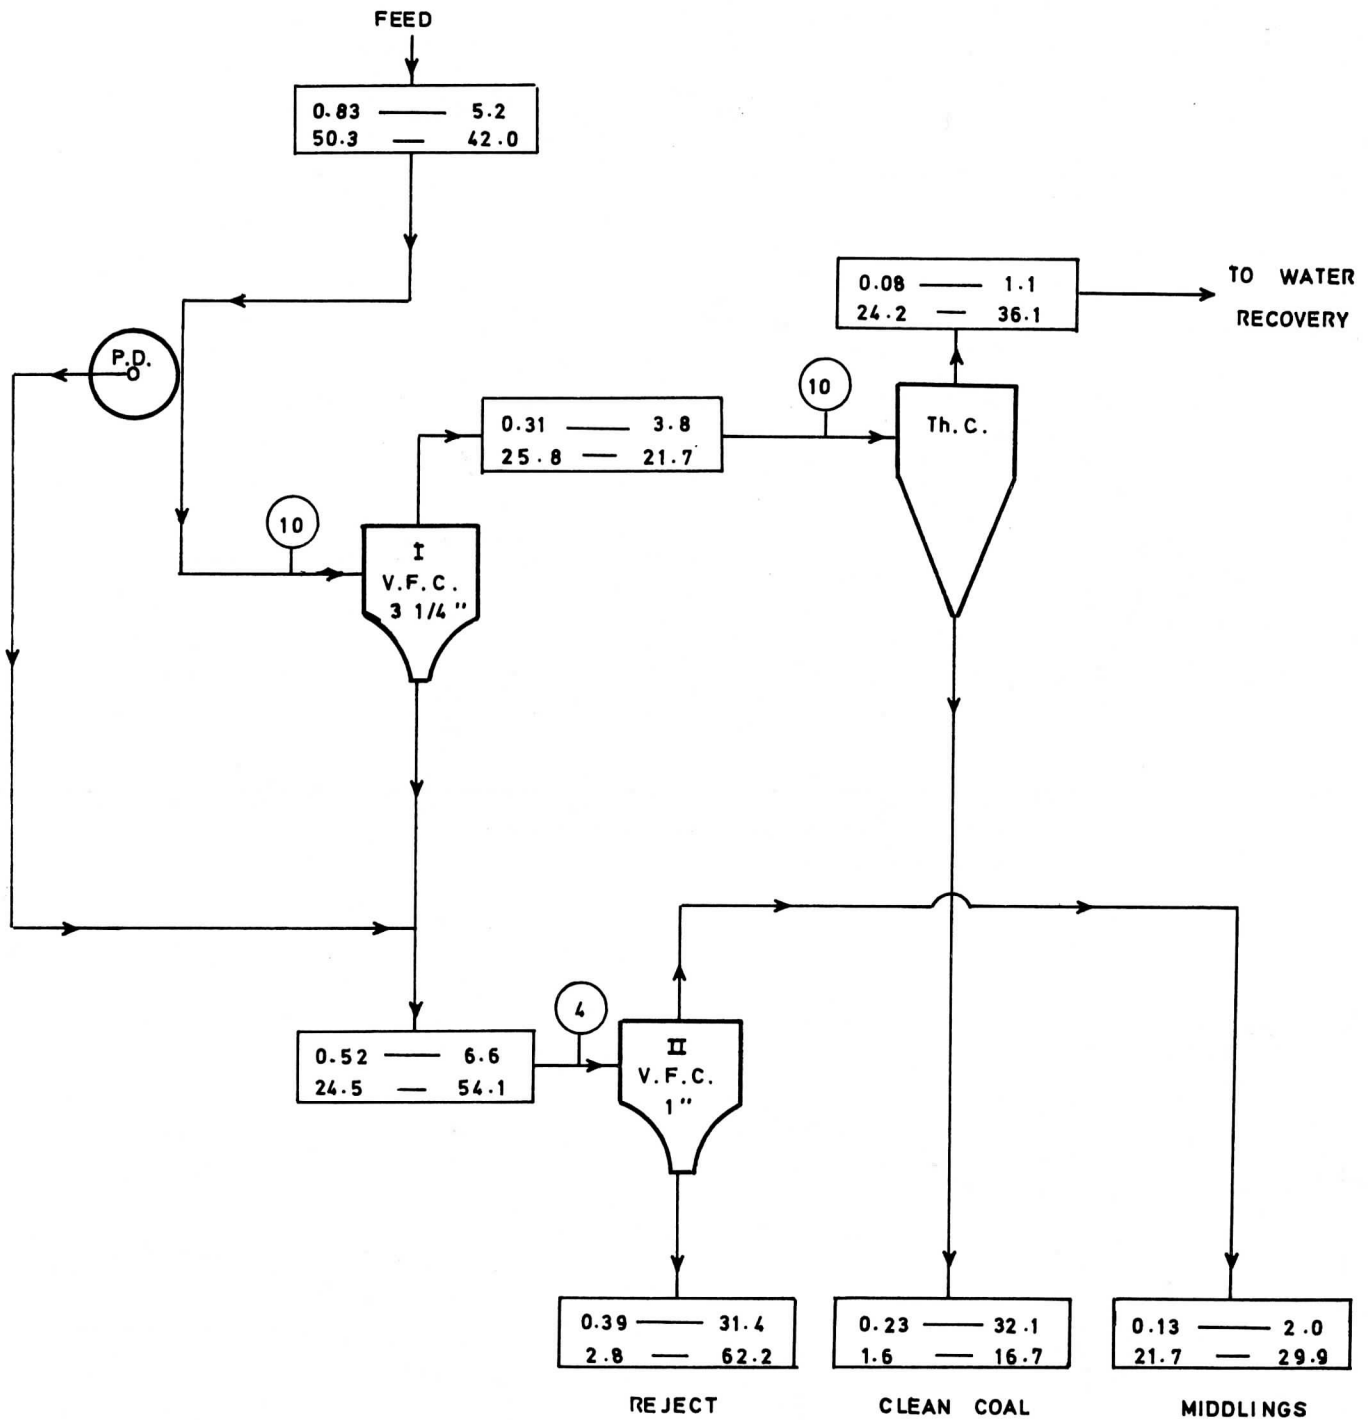 FEED
0.83 — 5.2
50.3 — 42.0
0.08 — 1.1
24.2 — 36.1
TO WATER
RECOVERY
P.D.
10
Th.C.
0.31 — 3.8
25.8 — 21.7
10
I
V.F.C.
3 1/4"
4
II
V.F.C.
1"
0.52 — 6.6
24.5 — 54.1
0.39 — 31.4
2.8 — 62.2
REJECT
0.23 — 32.1
1.6 — 16.7
CLEAN COAL
0.13 — 2.0
21.7 — 29.9
MIDDLINGS